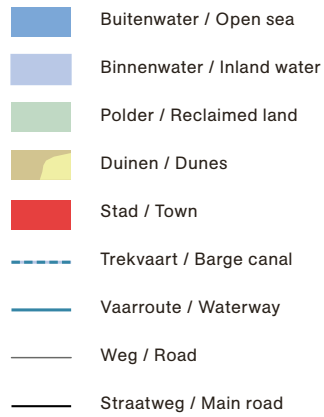 Buitenwater / Open sea
Binnenwater / Inland water
Polder / Reclaimed land
Duinen / Dunes
Stad / Town
Trekvaart / Barge canal
Vaarroute / Waterway
Weg / Road
Straatweg / Main road